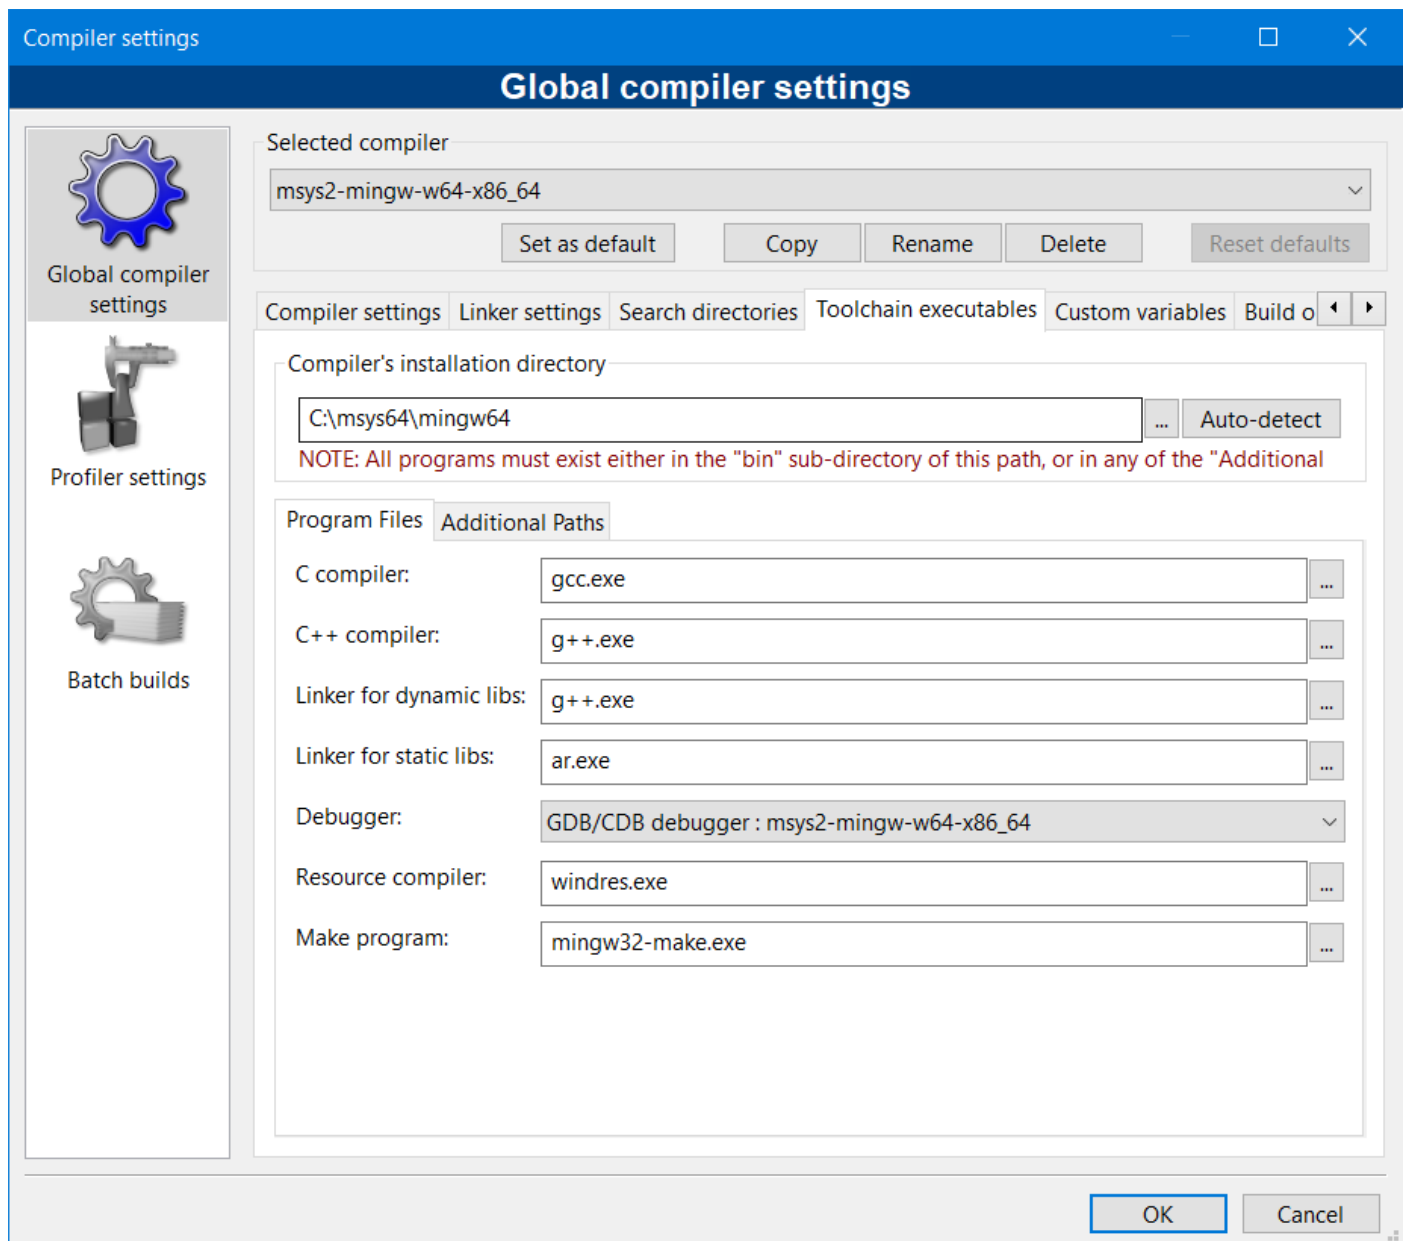 Compiler settings
Global compiler settings
Global compiler
settings
Profiler settings
Batch builds
Selected compiler
msys2-mingw-w64-x86_64
Set as default Copy Rename Delete Reset defaults
Compiler settings Linker settings Search directories Toolchain executables Custom variables Build o
Compiler's installation directory
C:\msys64\mingw64 ... Auto-detect
NOTE: All programs must exist either in the "bin" sub-directory of this path, or in any of the "Additional
Program Files Additional Paths
C compiler: gcc.exe ...
C++ compiler: g++.exe ...
Linker for dynamic libs: g++.exe ...
Linker for static libs: ar.exe ...
Debugger: GDB/CDB debugger : msys2-mingw-w64-x86_64
Resource compiler: windres.exe ...
Make program: mingw32-make.exe ...
OK Cancel